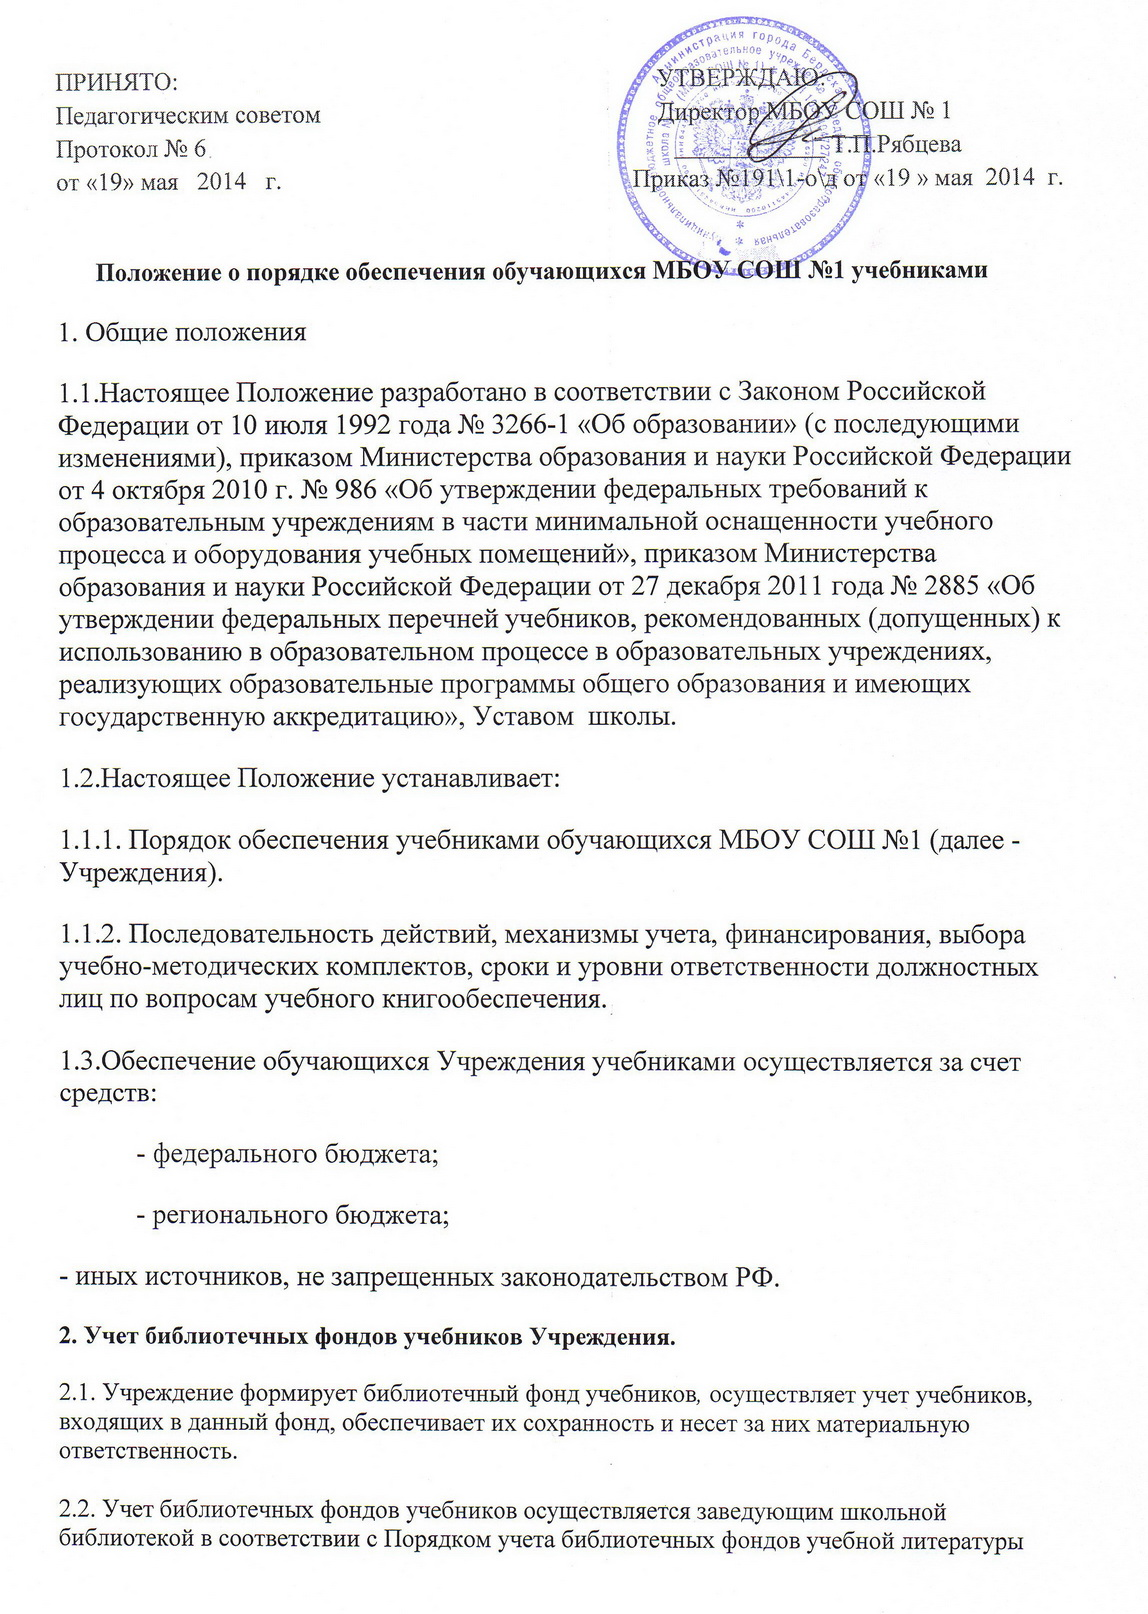 ПРИНЯТО:
Педагогическим советом
Протокол № 6
от «19» мая 2014 г.
УТВЕРЖДАЮ:
Директор МБОУ СОШ № 1
____________Т.П.Рябцева
Приказ №191\1-о\д от «19 » мая 2014 г.
Положение о порядке обеспечения обучающихся МБОУ СОШ №1 учебниками
1. Общие положения
1.1.Настоящее Положение разработано в соответствии с Законом Российской
Федерации от 10 июля 1992 года № 3266-1 «Об образовании» (с последующими
изменениями), приказом Министерства образования и науки Российской Федерации
от 4 октября 2010 г. № 986 «Об утверждении федеральных требований к
образовательным учреждениям в части минимальной оснащенности учебного
процесса и оборудования учебных помещений», приказом Министерства
образования и науки Российской Федерации от 27 декабря 2011 года № 2885 «Об
утверждении федеральных перечней учебников, рекомендованных (допущенных) к
использованию в образовательном процессе в образовательных учреждениях,
реализующих образовательные программы общего образования и имеющих
государственную аккредитацию», Уставом школы.
1.2.Настоящее Положение устанавливает:
1.1.1. Порядок обеспечения учебниками обучающихся МБОУ СОШ №1 (далее -
Учреждения).
1.1.2. Последовательность действий, механизмы учета, финансирования, выбора
учебно-методических комплектов, сроки и уровни ответственности должностных
лиц по вопросам учебного книгообеспечения.
1.3.Обеспечение обучающихся Учреждения учебниками осуществляется за счет
средств:
- федерального бюджета;
- регионального бюджета;
- иных источников, не запрещенных законодательством РФ.
2. Учет библиотечных фондов учебников Учреждения.
2.1. Учреждение формирует библиотечный фонд учебников, осуществляет учет учебников,
входящих в данный фонд, обеспечивает их сохранность и несет за них материальную
ответственность.
2.2. Учет библиотечных фондов учебников осуществляется заведующим школьной
библиотекой в соответствии с Порядком учета библиотечных фондов учебной литературы
Администрация города Бердска